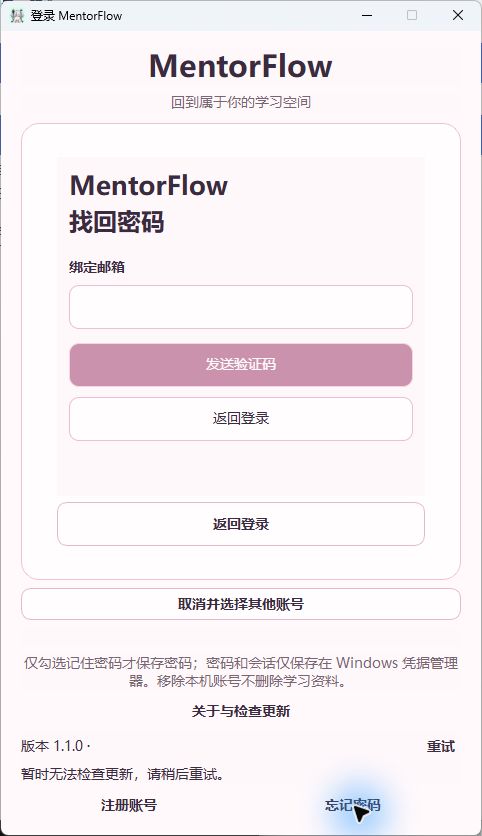 登录 MentorFlow
MentorFlow
回到属于你的学习空间
MentorFlow
找回密码
绑定邮箱
发送验证码
返回登录
返回登录
取消并选择其他账号
仅勾选记住密码才保存密码；密码和会话仅保存在 Windows 凭据管理
器。移除本机账号不删除学习资料。
关于与检查更新
版本 1.1.0 · 重试
暂时无法检查更新，请稍后重试。
注册账号 忘记密码